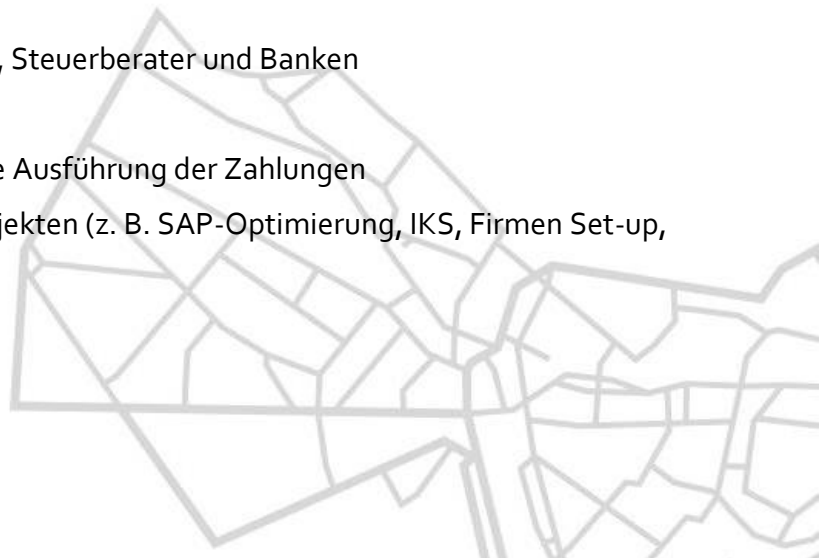 , Steuerberater und Banken
e Ausführung der Zahlungen
jekten (z. B. SAP-Optimierung, IKS, Firmen Set-up,